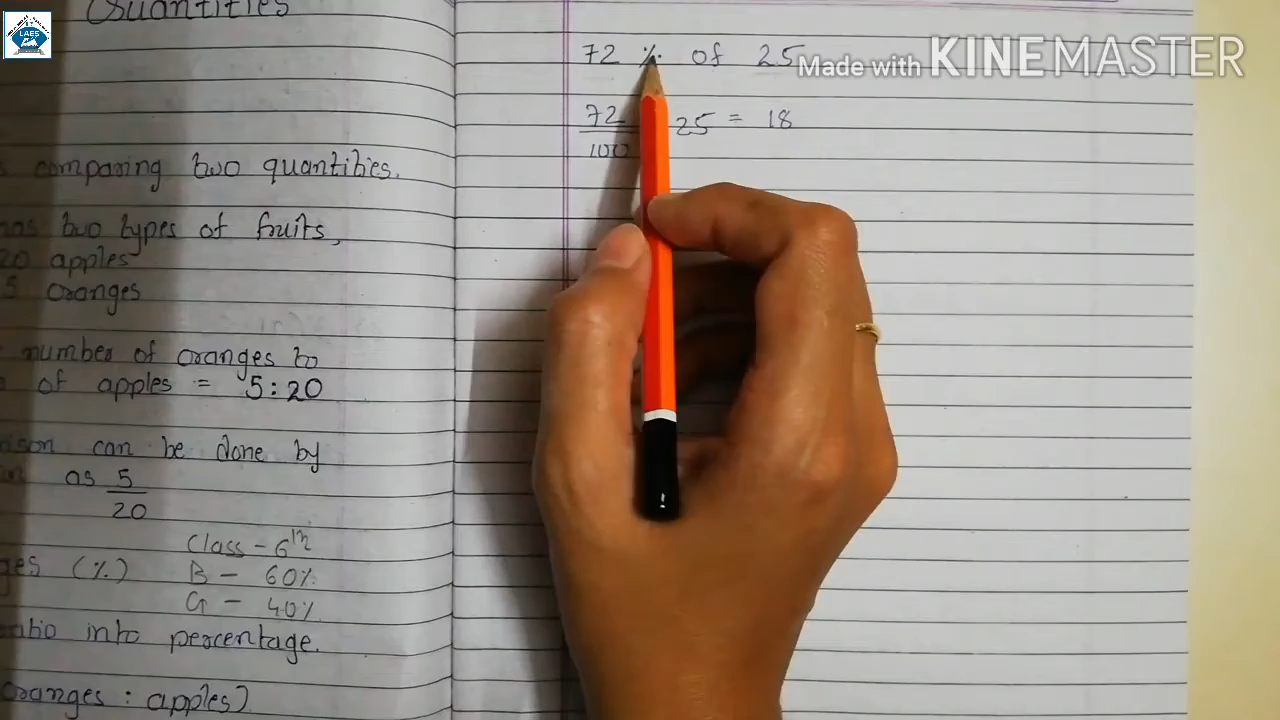 Quantities
LAES
comparing two quantities.
two types of fruits,
20 apples
5 oranges
number of oranges to
of apples = 5:20
can be done by
as 5/20
Class - 6th
(%) B - 60%
G - 40%
ratio into percentage.
oranges : apples)
72 % of 25
Made with KINEMASTER
72/100 25 = 18